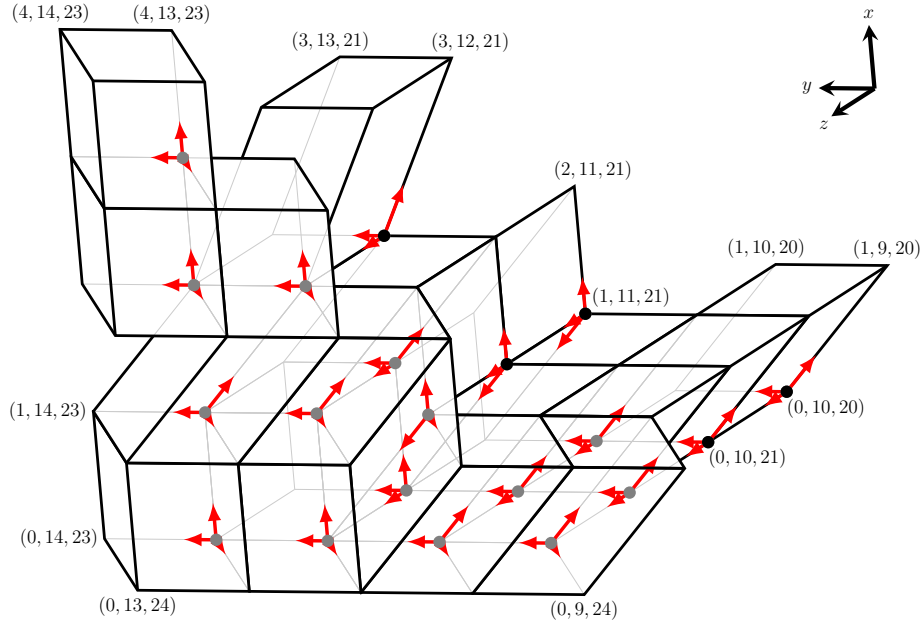 (4, 14, 23)
(4, 13, 23)
(3, 13, 21)
(3, 12, 21)
x
y
z
(2, 11, 21)
(1, 10, 20)
(1, 9, 20)
(1, 11, 21)
(1, 14, 23)
(0, 10, 20)
(0, 10, 21)
(0, 14, 23)
(0, 13, 24)
(0, 9, 24)